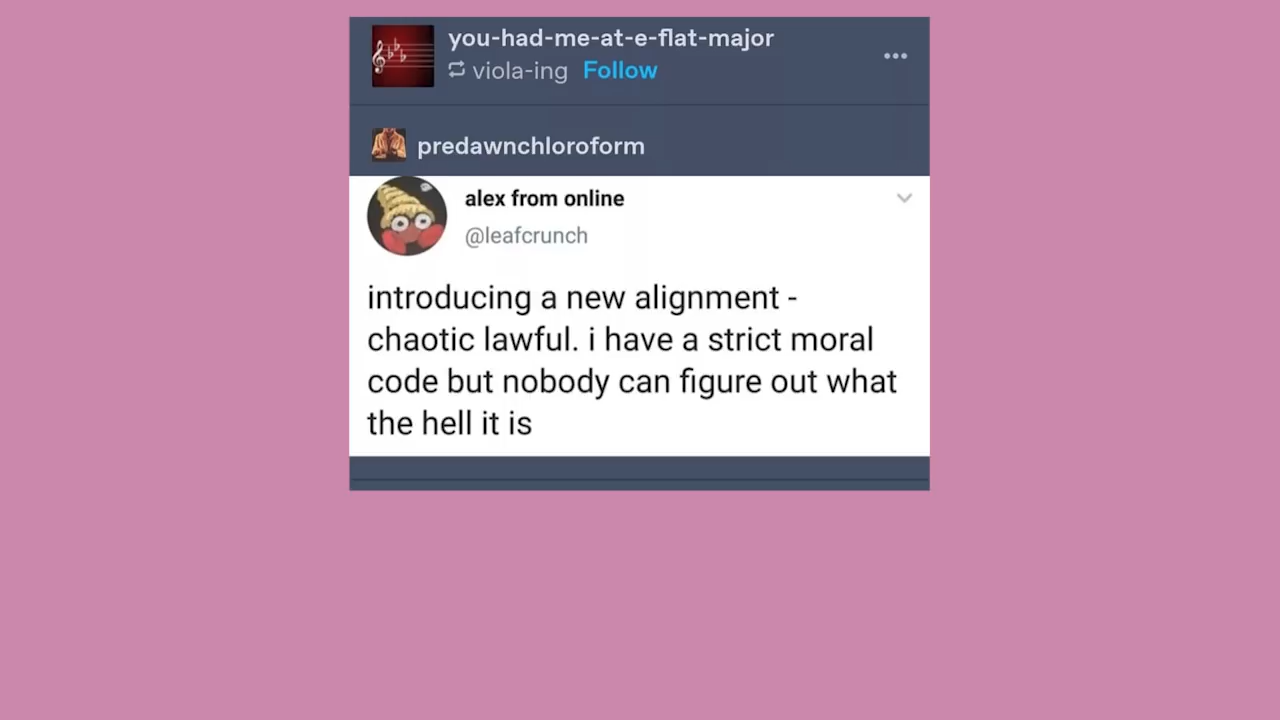 you-had-me-at-e-flat-major
viola-ing Follow
predawnchloroform
alex from online
@leafcrunch
introducing a new alignment -
chaotic lawful. i have a strict moral
code but nobody can figure out what
the hell it is